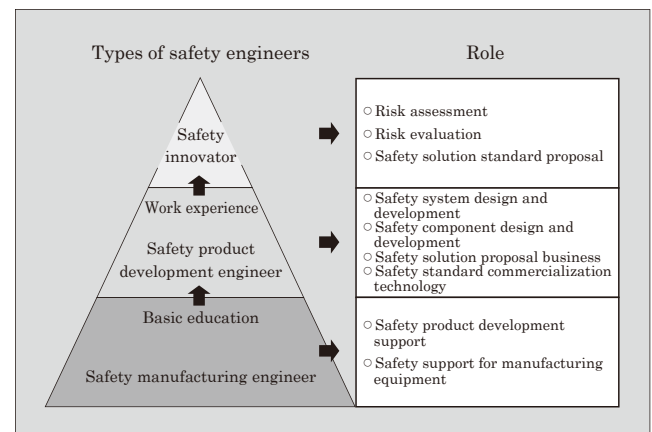 Types of safety engineers
Role
Safety
innovator
Work experience
Safety product
development engineer
Basic education
Safety manufacturing engineer
○ Risk assessment
○ Risk evaluation
○ Safety solution standard proposal
○ Safety system design and
development
○ Safety component design and
development
○ Safety solution proposal business
○ Safety standard commercialization
technology
○ Safety product development
support
○ Safety support for manufacturing
equipment